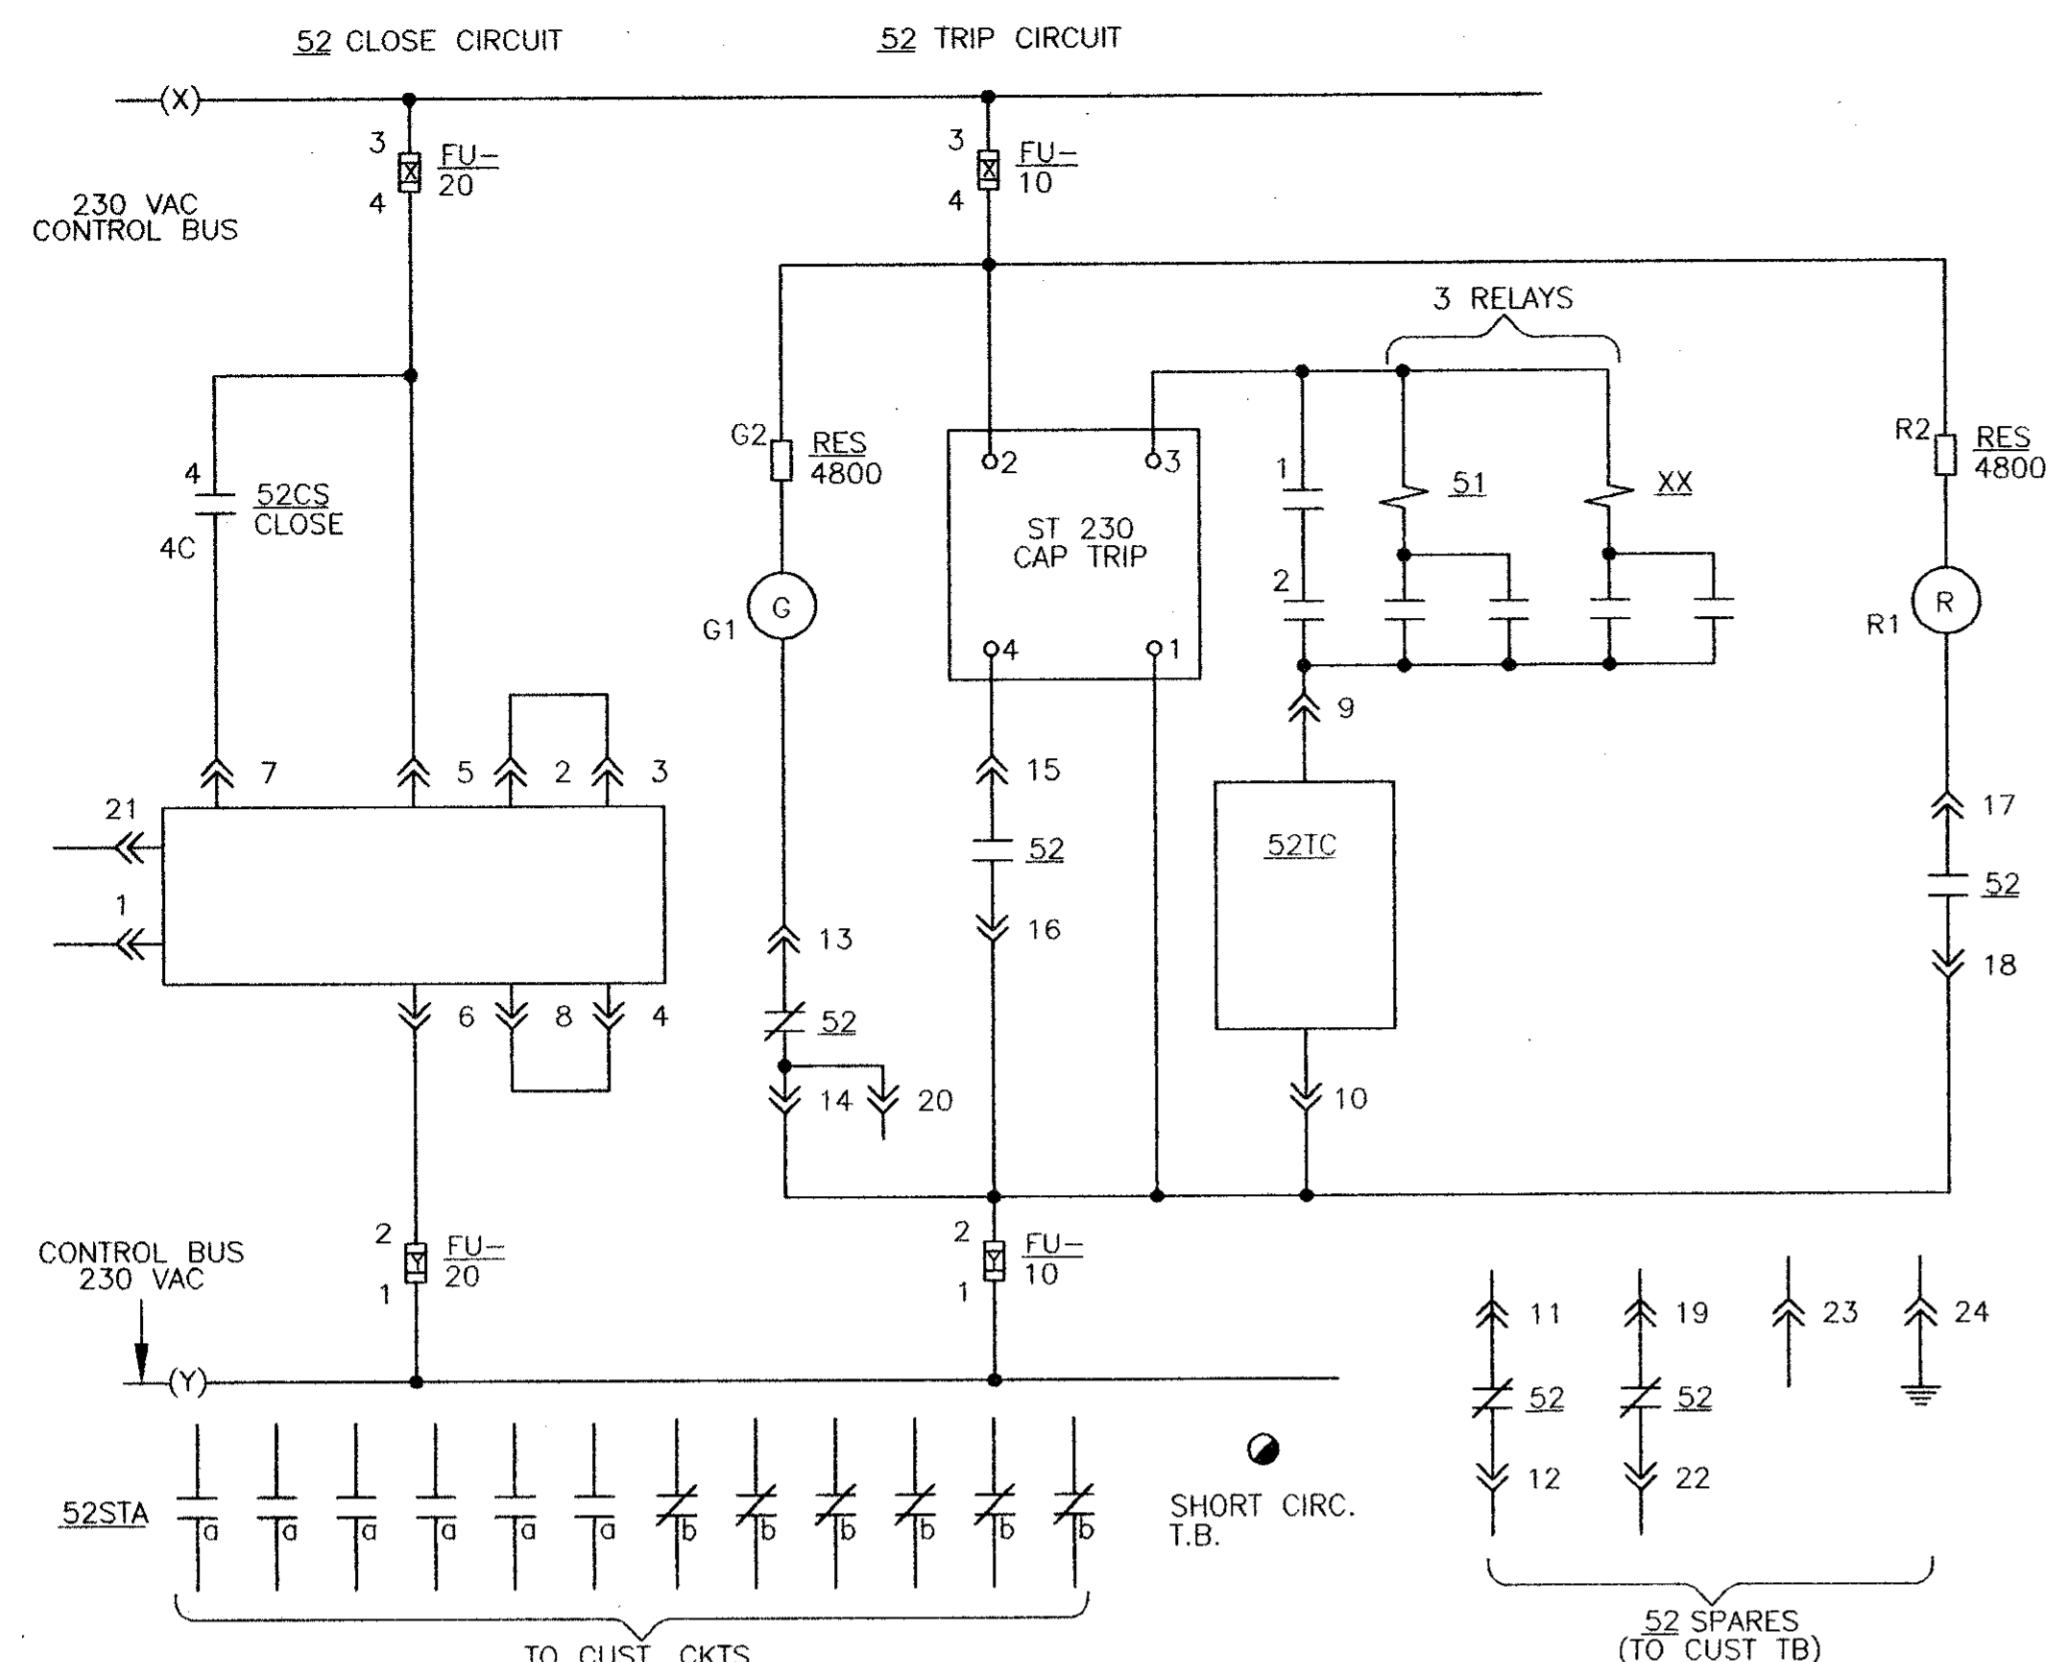 52 CLOSE CIRCUIT
52 TRIP CIRCUIT
(X)
3
FU-
20
4
3
FU-
10
4
230 VAC
CONTROL BUS
3 RELAYS
G2
RES
4800
R2
RES
4800
2
3
4
52CS
CLOSE
4C
1
51
XX
ST 230
CAP TRIP
2
G
G1
R
R1
4
1
9
7
5
2
3
15
17
21
52
52TC
52
1
13
16
18
6
8
4
52
14
20
10
2
FU-
20
1
2
FU-
10
1
CONTROL BUS
230 VAC
X
X
Y
Y
(Y)
11
19
23
24
52
52
12
22
52STA
a
a
a
a
a
a
b
b
b
b
b
b
SHORT CIRC.
T.B.
TO CUST CKTS
52 SPARES
(TO CUST TB)